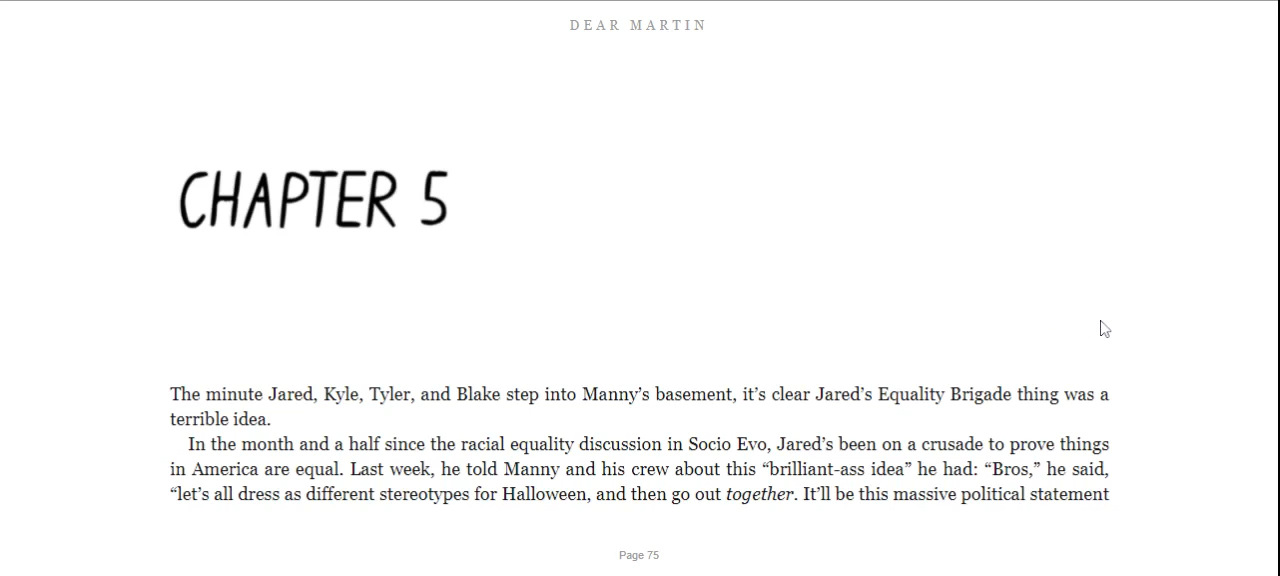 DEAR MARTIN
CHAPTER 5
The minute Jared, Kyle, Tyler, and Blake step into Manny’s basement, it’s clear Jared’s Equality Brigade thing was a
terrible idea.
In the month and a half since the racial equality discussion in Socio Evo, Jared’s been on a crusade to prove things
in America are equal. Last week, he told Manny and his crew about this “brilliant-ass idea” he had: “Bros,” he said,
“let’s all dress as different stereotypes for Halloween, and then go out together. It’ll be this massive political statement
Page 75